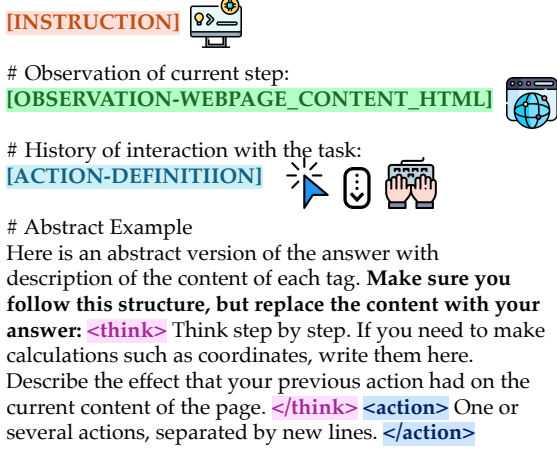 [INSTRUCTION]
# Observation of current step:
[OBSERVATION-WEBPAGE_CONTENT_HTML]
# History of interaction with the task:
[ACTION-DEFINITIION]
# Abstract Example
Here is an abstract version of the answer with
description of the content of each tag. Make sure you
follow this structure, but replace the content with your
answer: <think> Think step by step. If you need to make
calculations such as coordinates, write them here.
Describe the effect that your previous action had on the
current content of the page. </think> <action> One or
several actions, separated by new lines. </action>